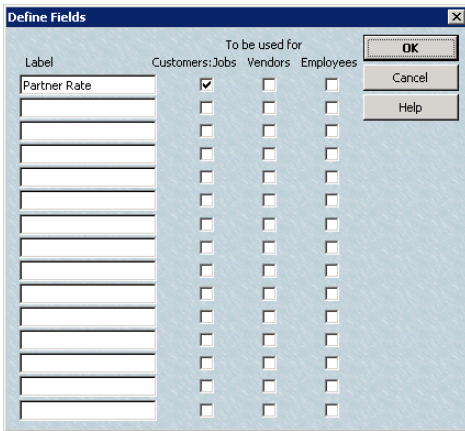 Define Fields
To be used for
OK
Label Customers:Jobs Vendors Employees
Cancel
Partner Rate
Help